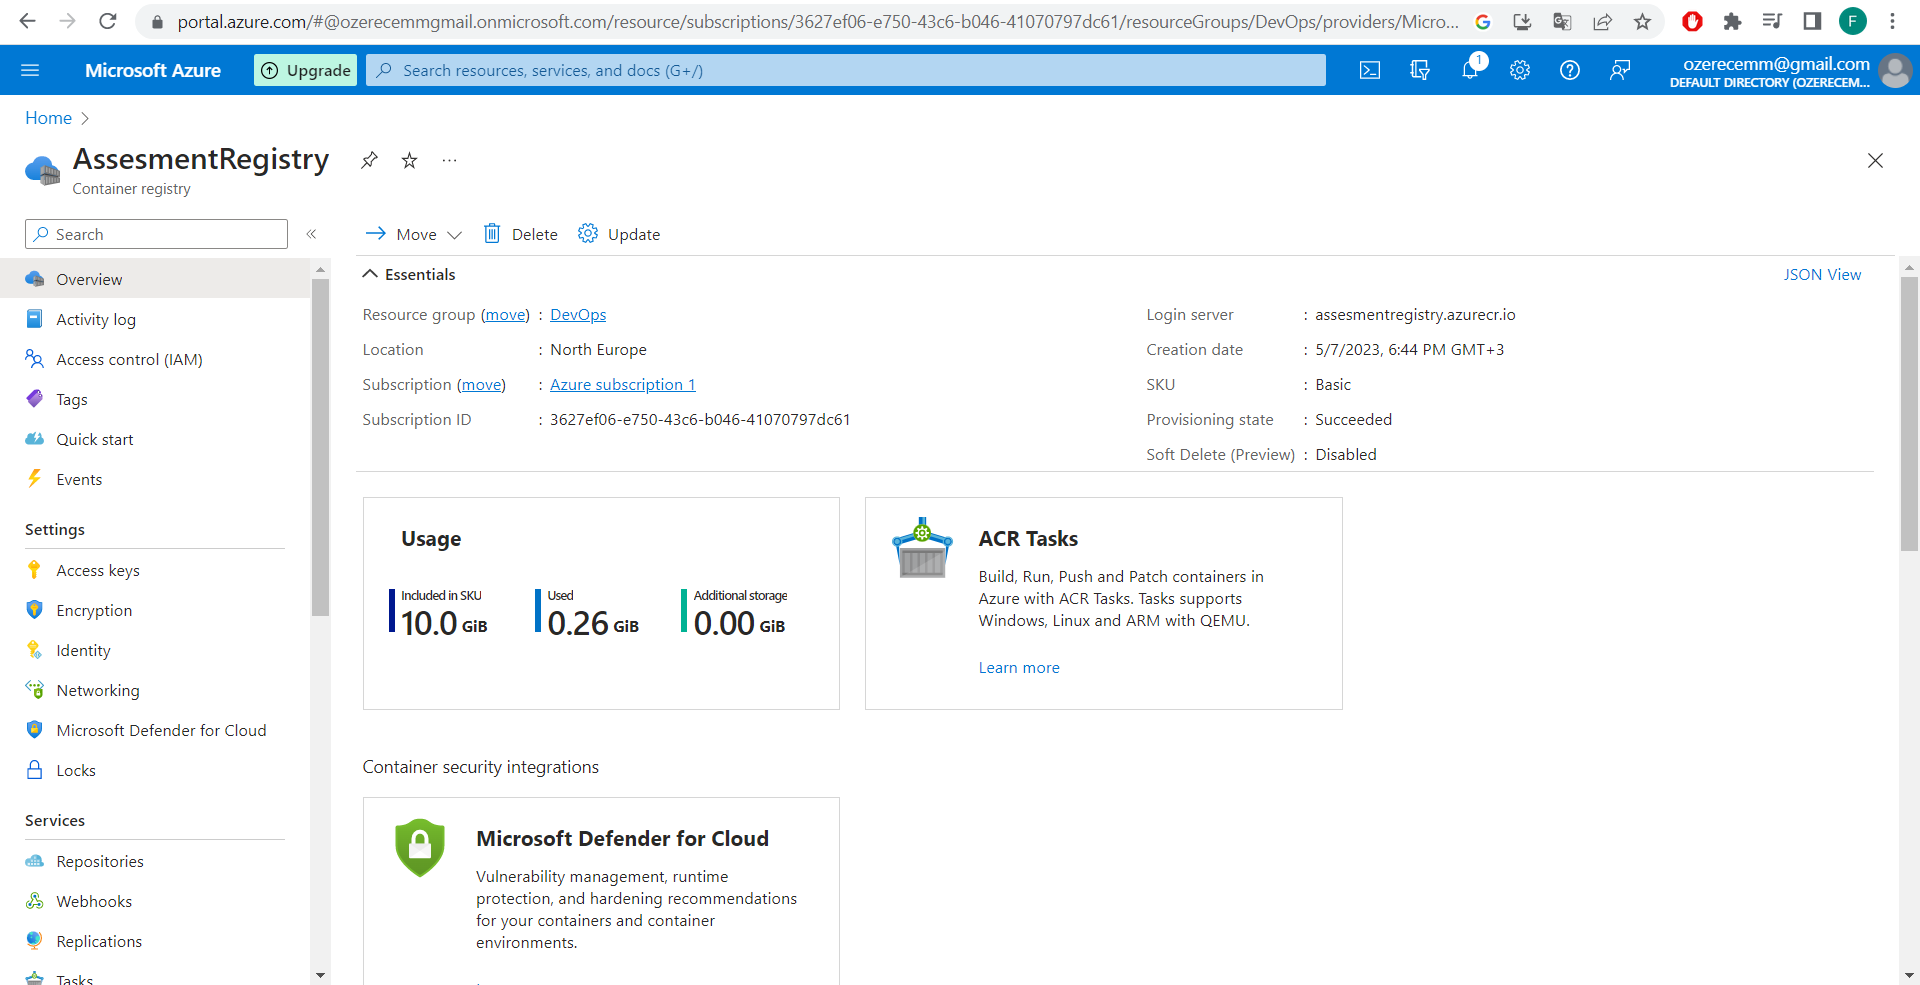 portal.azure.com/#@ozerecemmgmail.onmicrosoft.com/resource/subscriptions/3627ef06-e750-43c6-b046-41070797dc61/resourceGroups/DevOps/providers/Micro...
F
Microsoft Azure
Upgrade
Search resources, services, and docs (G+/)
1
ozerecemm@gmail.com
DEFAULT DIRECTORY (OZERECEM...
Home
AssesmentRegistry
Container registry
Search
Move
Delete
Update
Overview
Activity log
Access control (IAM)
Tags
Quick start
Events
Settings
Access keys
Encryption
Identity
Networking
Microsoft Defender for Cloud
Locks
Services
Repositories
Webhooks
Replications
Tasks
Essentials
JSON View
Resource group (move) : DevOps
Location : North Europe
Subscription (move) : Azure subscription 1
Subscription ID : 3627ef06-e750-43c6-b046-41070797dc61
Login server : assesmentregistry.azurecr.io
Creation date : 5/7/2023, 6:44 PM GMT+3
SKU : Basic
Provisioning state : Succeeded
Soft Delete (Preview) : Disabled
Usage
Included in SKU
10.0 GiB
Used
0.26 GiB
Additional storage
0.00 GiB
ACR Tasks
Build, Run, Push and Patch containers in
Azure with ACR Tasks. Tasks supports
Windows, Linux and ARM with QEMU.
Learn more
Container security integrations
Microsoft Defender for Cloud
Vulnerability management, runtime
protection, and hardening recommendations
for your containers and container
environments.